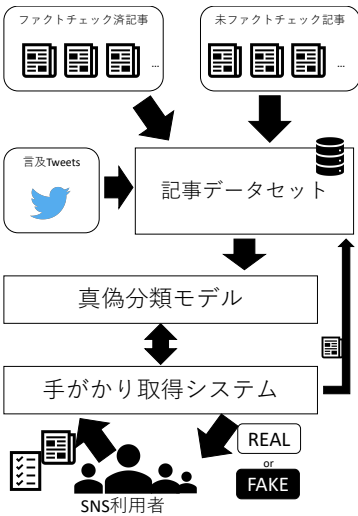 ファクトチェック済記事
未ファクトチェック記事
...
...
言及Tweets
記事データセット
真偽分類モデル
手がかり取得システム
REAL
or
FAKE
SNS利用者